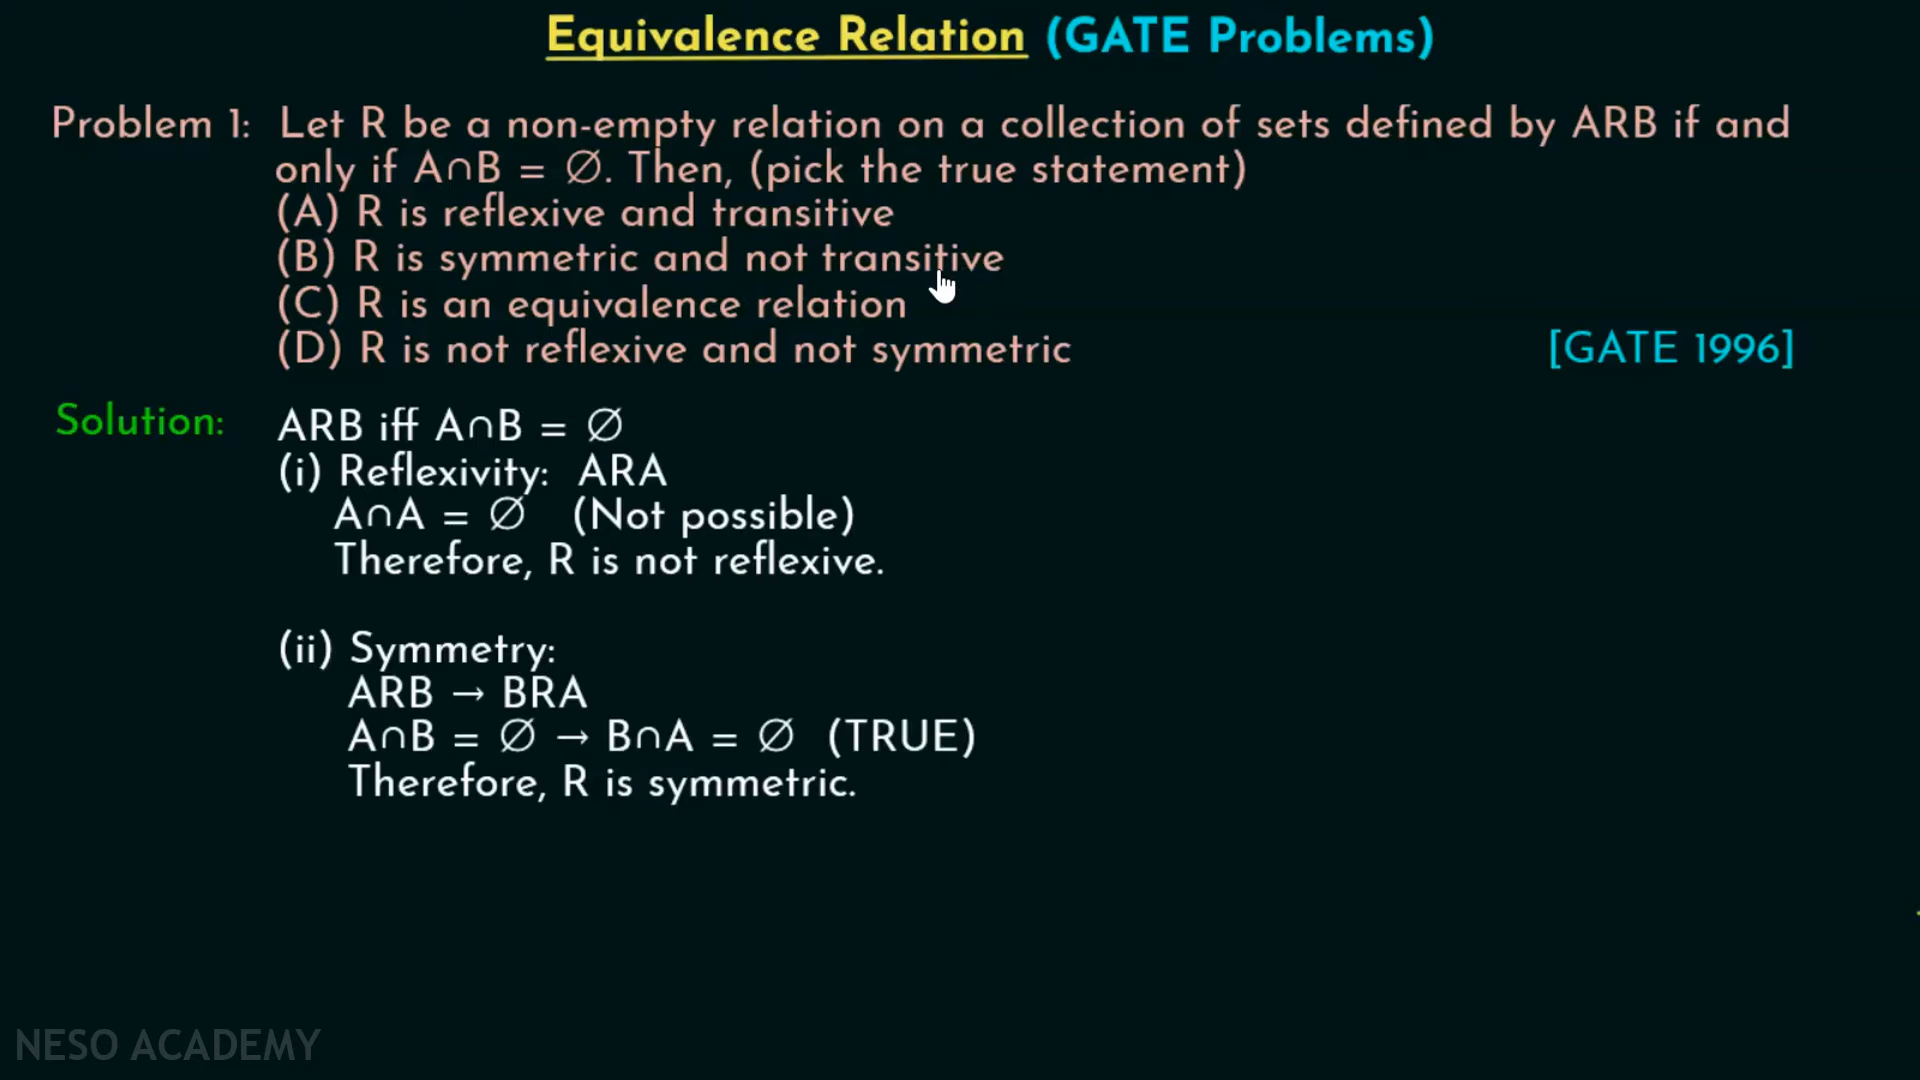 Equivalence Relation (GATE Problems)
Problem 1: Let R be a non-empty relation on a collection of sets defined by ARB if and
only if A∩B = ∅. Then, (pick the true statement)
(A) R is reflexive and transitive
(B) R is symmetric and not transitive
(C) R is an equivalence relation
(D) R is not reflexive and not symmetric [GATE 1996]
Solution: ARB iff A∩B = ∅
(i) Reflexivity: ARA
A∩A = ∅ (Not possible)
Therefore, R is not reflexive.
(ii) Symmetry:
ARB → BRA
A∩B = ∅ → B∩A = ∅ (TRUE)
Therefore, R is symmetric.
NESO ACADEMY